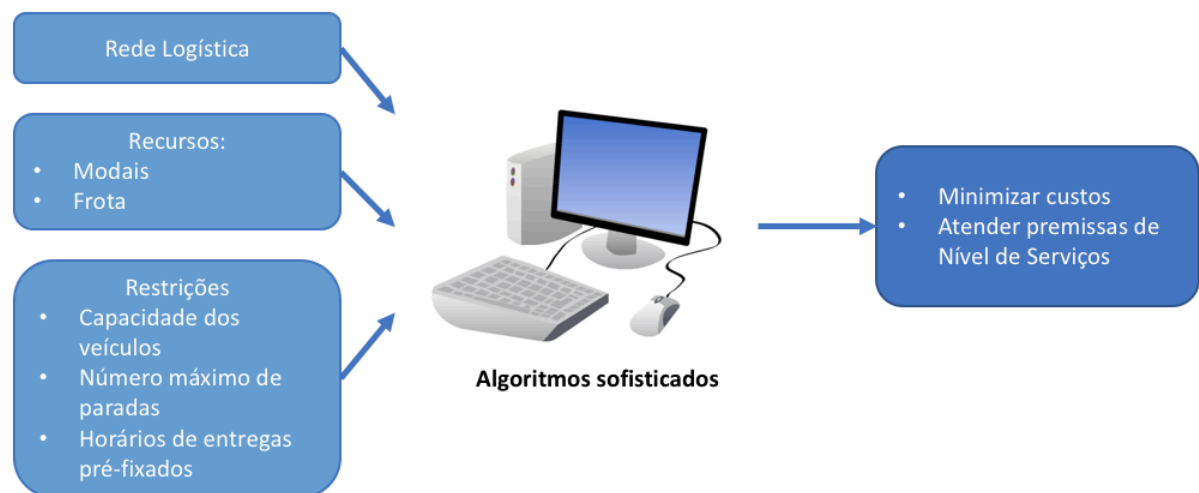 Rede Logística
Recursos:
• Modais
• Frota
Restrições
• Capacidade dos
veículos
• Número máximo de
paradas
• Horários de entregas
pré-fixados
Algoritmos sofisticados
• Minimizar custos
• Atender premissas de
Nível de Serviços